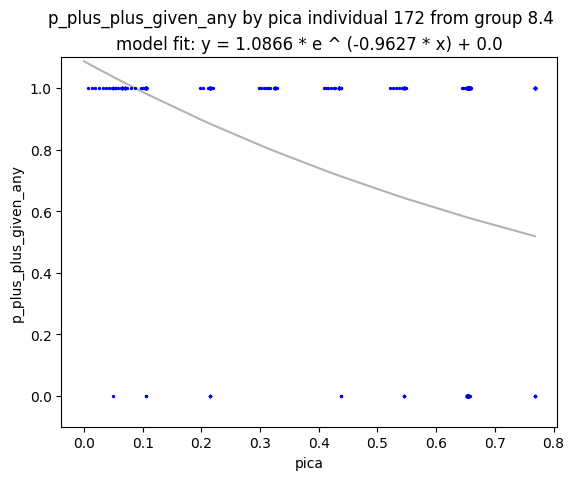 p_plus_plus_given_any by pica individual 172 from group 8.4
model fit: y = 1.0866 * e ^ (-0.9627 * x) + 0.0
1.0
0.8
0.6
0.4
0.2
0.0
p_plus_plus_given_any
0.0 0.1 0.2 0.3 0.4 0.5 0.6 0.7 0.8
pica